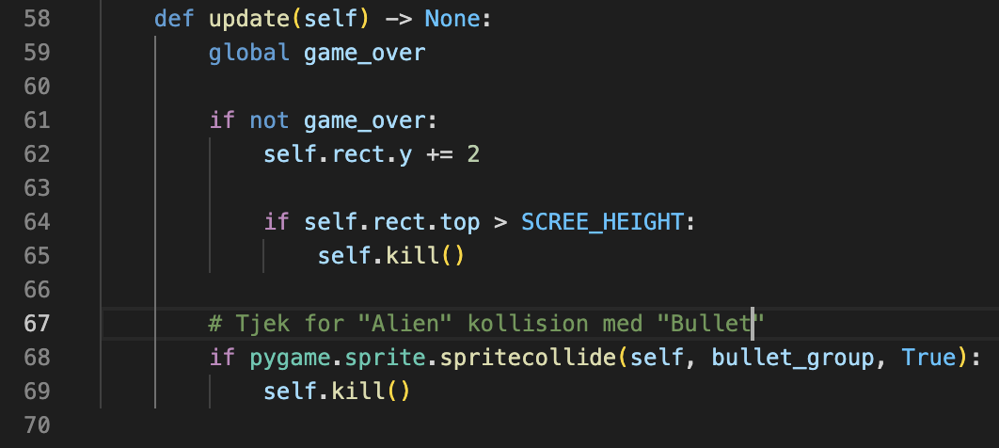 58 def update(self) -> None:
59 global game_over
60
61 if not game_over:
62 self.rect.y += 2
63
64 if self.rect.top > SCREE_HEIGHT:
65 self.kill()
66
67 # Tjek for "Alien" kollision med "Bullet"
68 if pygame.sprite.spritecollide(self, bullet_group, True):
69 self.kill()
70